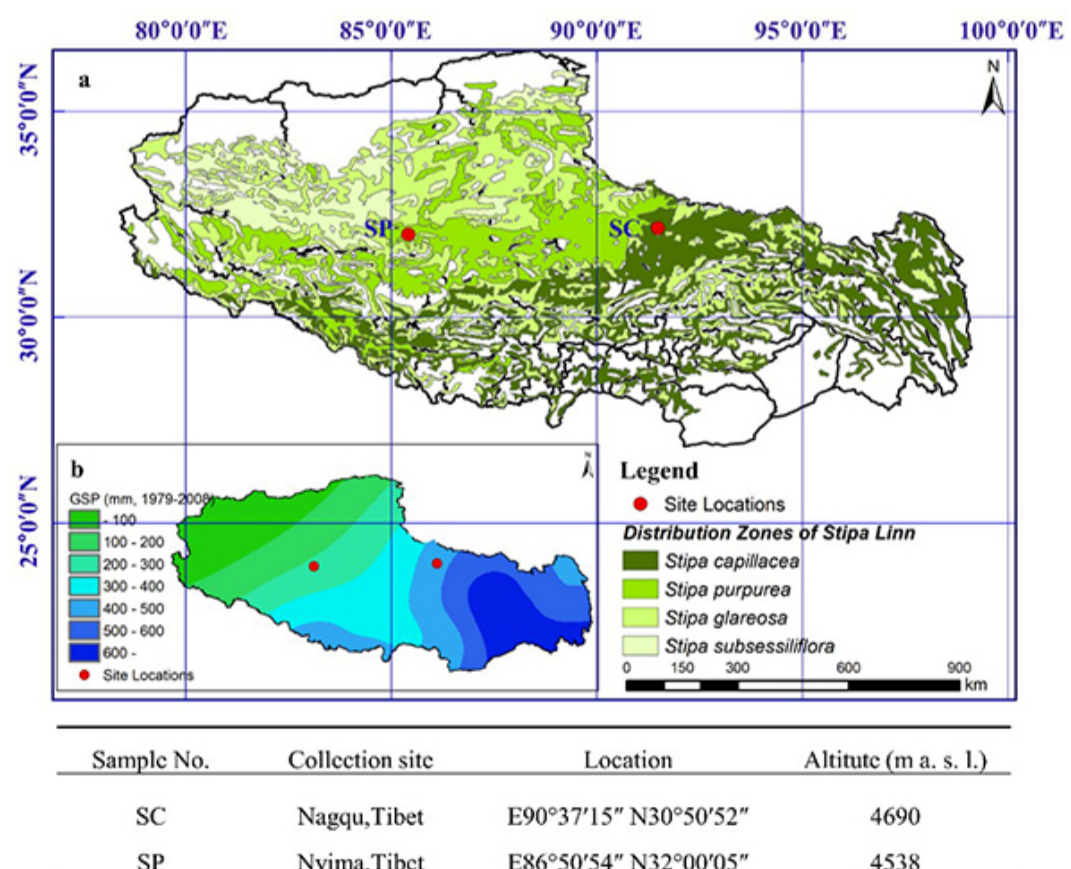 80°0′0″E 85°0′0″E 90°0′0″E 95°0′0″E 100°0′0″E
a
N
35°0′0″N
SP
SC
30°0′0″N
25°0′0″N
b
N
GSP (mm, 1979-2008)
- 100
100 - 200
200 - 300
300 - 400
400 - 500
500 - 600
600 -
Site Locations
Legend
Site Locations
Distribution Zones of Stipa Linn
Stipa capillacea
Stipa purpurea
Stipa glareosa
Stipa subsessiliflora
0 150 300 600 900
km
Sample No. Collection site Location Altitute (m a. s. l.)
SC Nagqu,Tibet E90°37′15″ N30°50′52″ 4690
SP Nyima,Tibet E86°50′54″ N32°00′05″ 4538